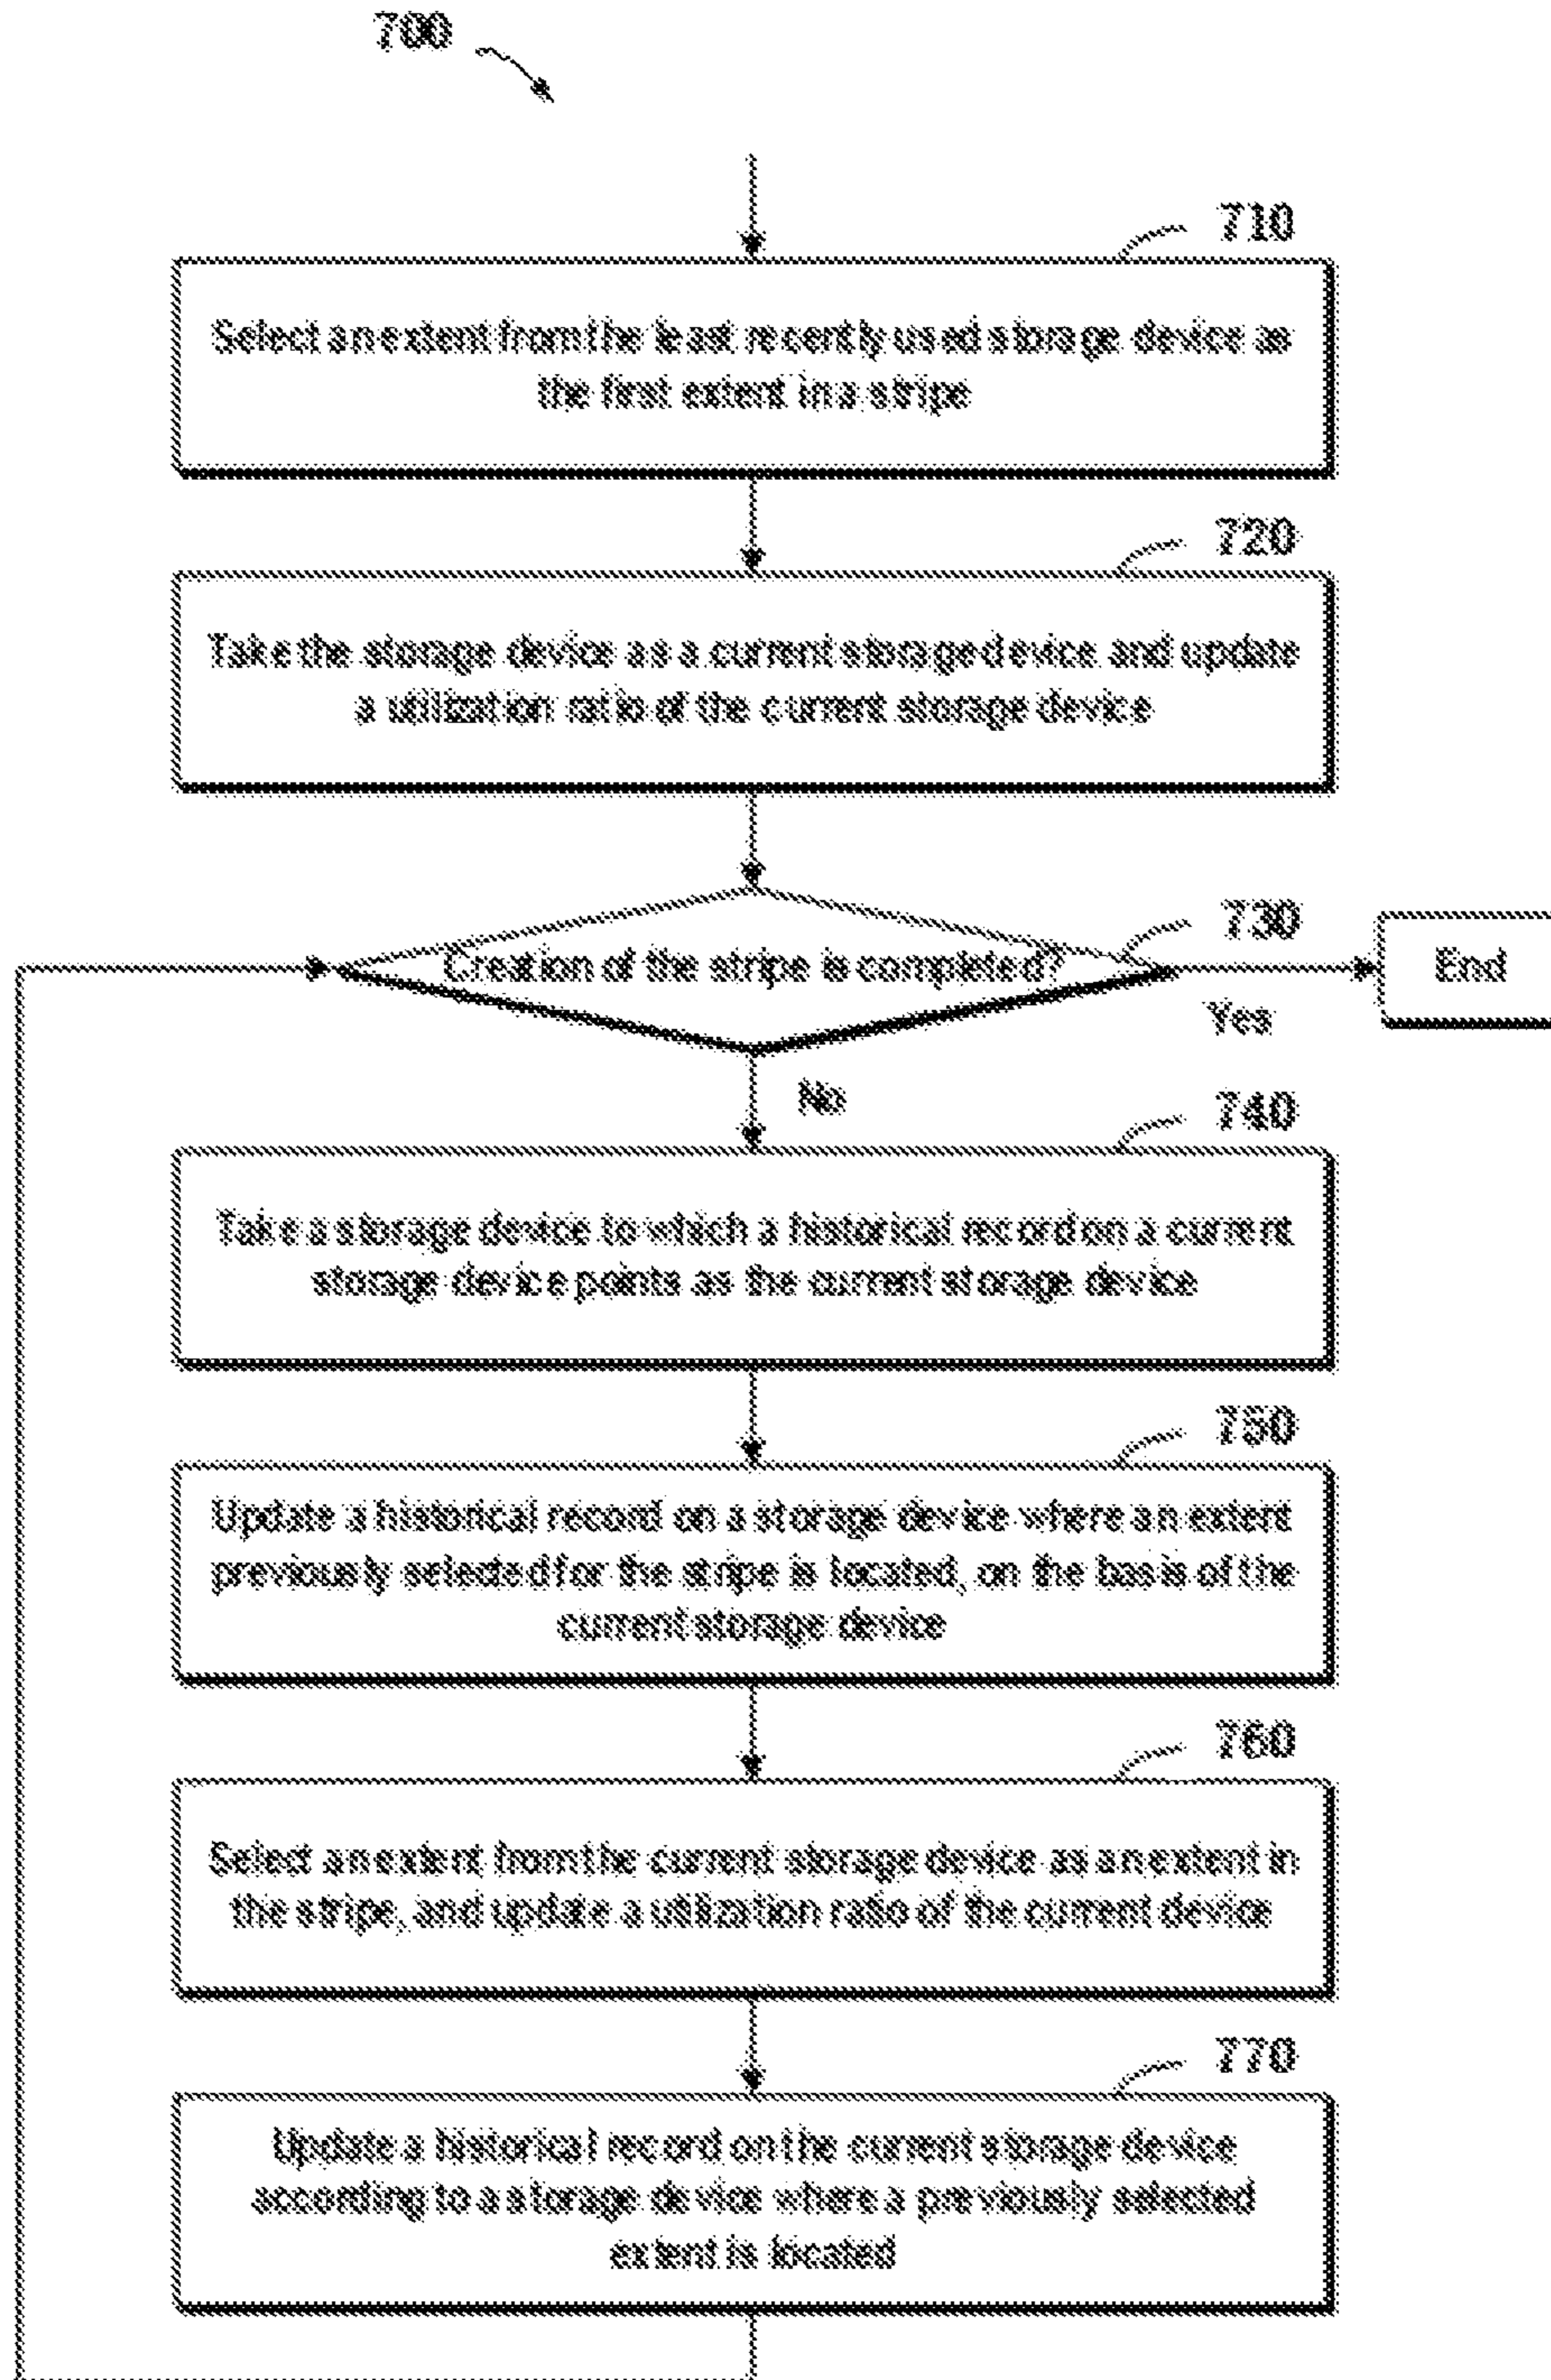 700
710
Select an extent from the least recently used storage device as
the first extent in a stripe
720
Take the storage device as a current storage device and update
a utilization ratio of the current storage device
730
Creation of the stripe is completed?
End
Yes
No
740
Take a storage device to which a historical record on a current
storage device points as the current storage device
750
Update a historical record on a storage device where an extent
previously selected for the stripe is located, on the basis of the
current storage device
760
Select an extent from the current storage device as an extent in
the stripe, and update a utilization ratio of the current device
770
Update a historical record on the current storage device
according to a storage device where a previously selected
extent is located